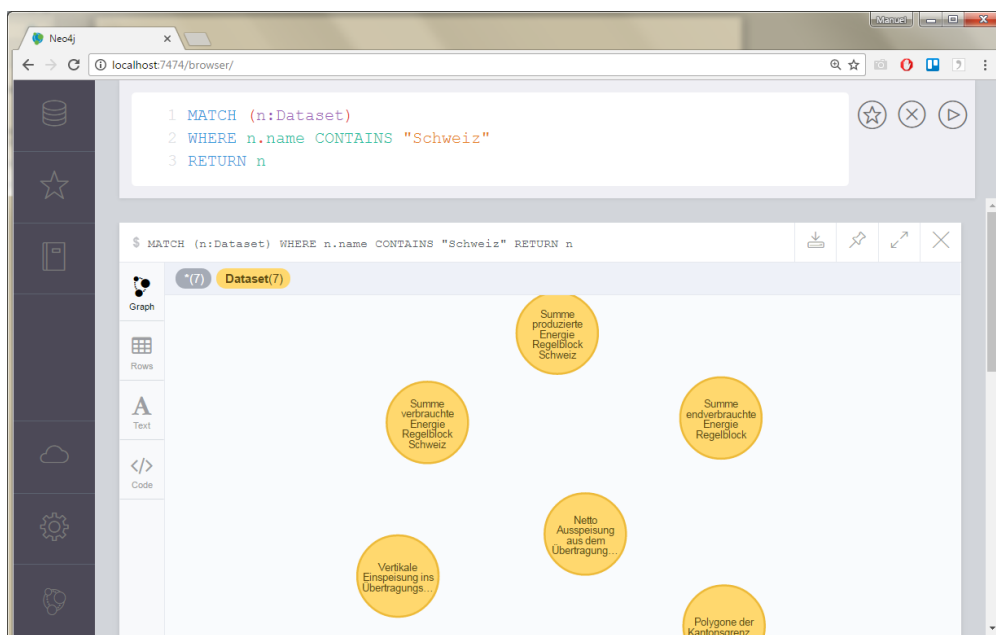 Manuel
Neo4j
localhost:7474/browser/
1 MATCH (n:Dataset)
2 WHERE n.name CONTAINS "Schweiz"
3 RETURN n
$ MATCH (n:Dataset) WHERE n.name CONTAINS "Schweiz" RETURN n
*(7) Dataset(7)
Graph
Rows
A
Text
</>
Code
Summe
produzierte
Energie
Regelblock
Schweiz
Summe
verbrauchte
Energie
Regelblock
Schweiz
Summe
endverbrauchte
Energie
Regelblock
Netto
Ausspeisung
aus dem
Übertragung...
Vertikale
Einspeisung ins
Übertragungs...
Polygone der
Kantonsgrenz...